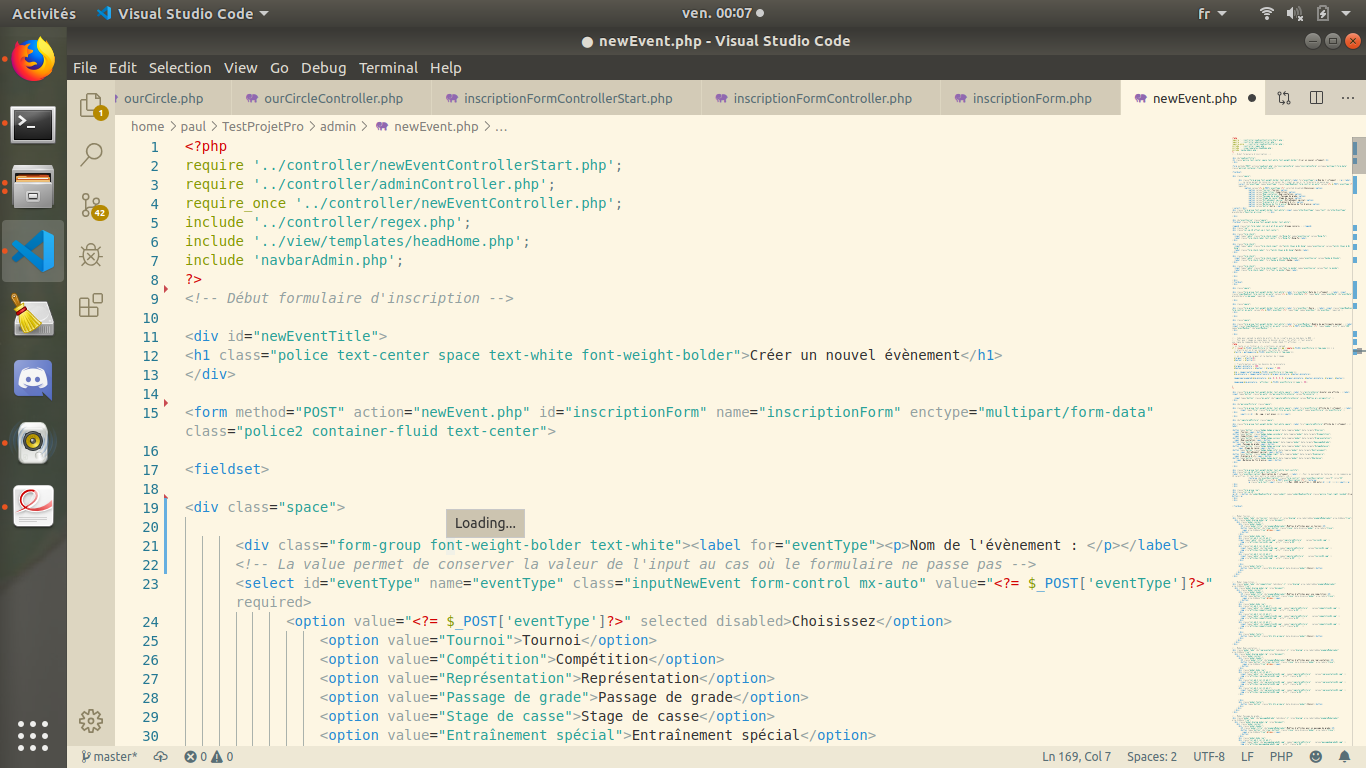 Activités
Visual Studio Code
ven. 00:07
fr
newEvent.php - Visual Studio Code
File Edit Selection View Go Debug Terminal Help
ourCircle.php
ourCircleController.php
inscriptionFormControllerStart.php
inscriptionFormController.php
inscriptionForm.php
newEvent.php
home > paul > TestProjetPro > admin > newEvent.php > ...
1 <?php
2 require '../controller/newEventControllerStart.php';
3 require '../controller/adminController.php';
4 require_once '../controller/newEventController.php';
5 include '../controller/regex.php';
6 include '../view/templates/headHome.php';
7 include 'navbarAdmin.php';
8 ?>
9 <!-- Début formulaire d'inscription -->
10
11 <div id="newEventTitle">
12 <h1 class="police text-center space text-white font-weight-bolder">Créer un nouvel évènement</h1>
13 </div>
14
15 <form method="POST" action="newEvent.php" id="inscriptionForm" name="inscriptionForm" enctype="multipart/form-data"
class="police2 container-fluid text-center">
16
17 <fieldset>
18
19 <div class="space">
20
Loading...
21 <div class="form-group font-weight-bolder text-white"><label for="eventType"><p>Nom de l'évènement : </p></label>
22 <!-- La value permet de conserver la valeur de l'input au cas où le formulaire ne passe pas -->
23 <select id="eventType" name="eventType" class="inputNewEvent form-control mx-auto" value="<?= $_POST['eventType']?>"
required>
24 <option value="<?= $_POST['eventType']?>" selected disabled>Choisissez</option>
25 <option value="Tournoi">Tournoi</option>
26 <option value="Compétition">Compétition</option>
27 <option value="Représentation">Représentation</option>
28 <option value="Passage de grade">Passage de grade</option>
29 <option value="Stage de casse">Stage de casse</option>
30 <option value="Entraînement spécial">Entraînement spécial</option>
1
42
master*
0 0
Ln 169, Col 7
Spaces: 2
UTF-8
LF
PHP